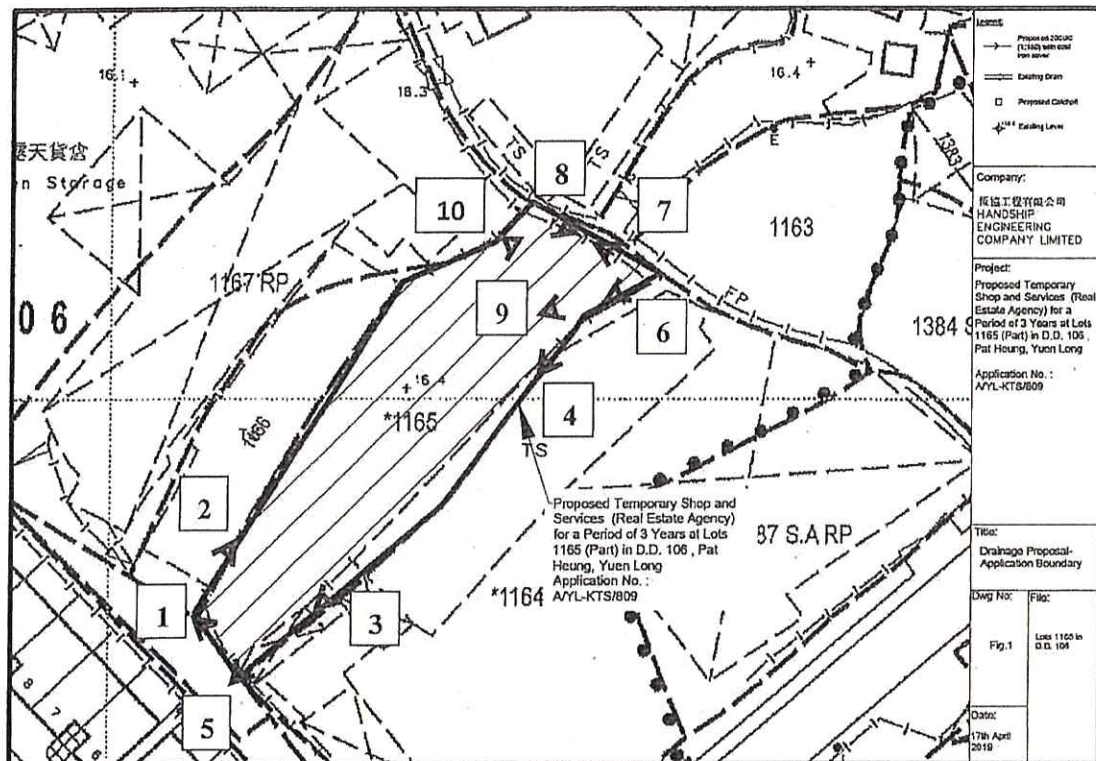 16.1
16.3
16.4
TS
TS
E
1383
露天貨倉
n Storage
8
10
7
1163
1167 RP
FP
06
9
6
1384 S
16.4
*1165
1166
4
TS
2
Proposed Temporary Shop and
Services (Real Estate Agency)
for a Period of 3 Years at Lots
1165 (Part) in D.D. 106 , Pat
Heung, Yuen Long
Application No. :
A/YL-KTS/809
87 S.A RP
*1164
1
3
5
8
7
6
Legend:
Existing Drain
Proposed Catchpit
Existing Level
Company:
HANDSHIP
ENGINEERING
COMPANY LIMITED
Project:
Proposed Temporary
Shop and Services (Real
Estate Agency) for a
Period of 3 Years at Lots
1165 (Part) in D.D. 106 ,
Pat Heung, Yuen Long
Application No. :
A/YL-KTS/809
Title:
Drainage Proposal-
Application Boundary
Dwg No:
File:
Fig.1
Lots 1165 in
D.D. 106
Date:
17th April
2019